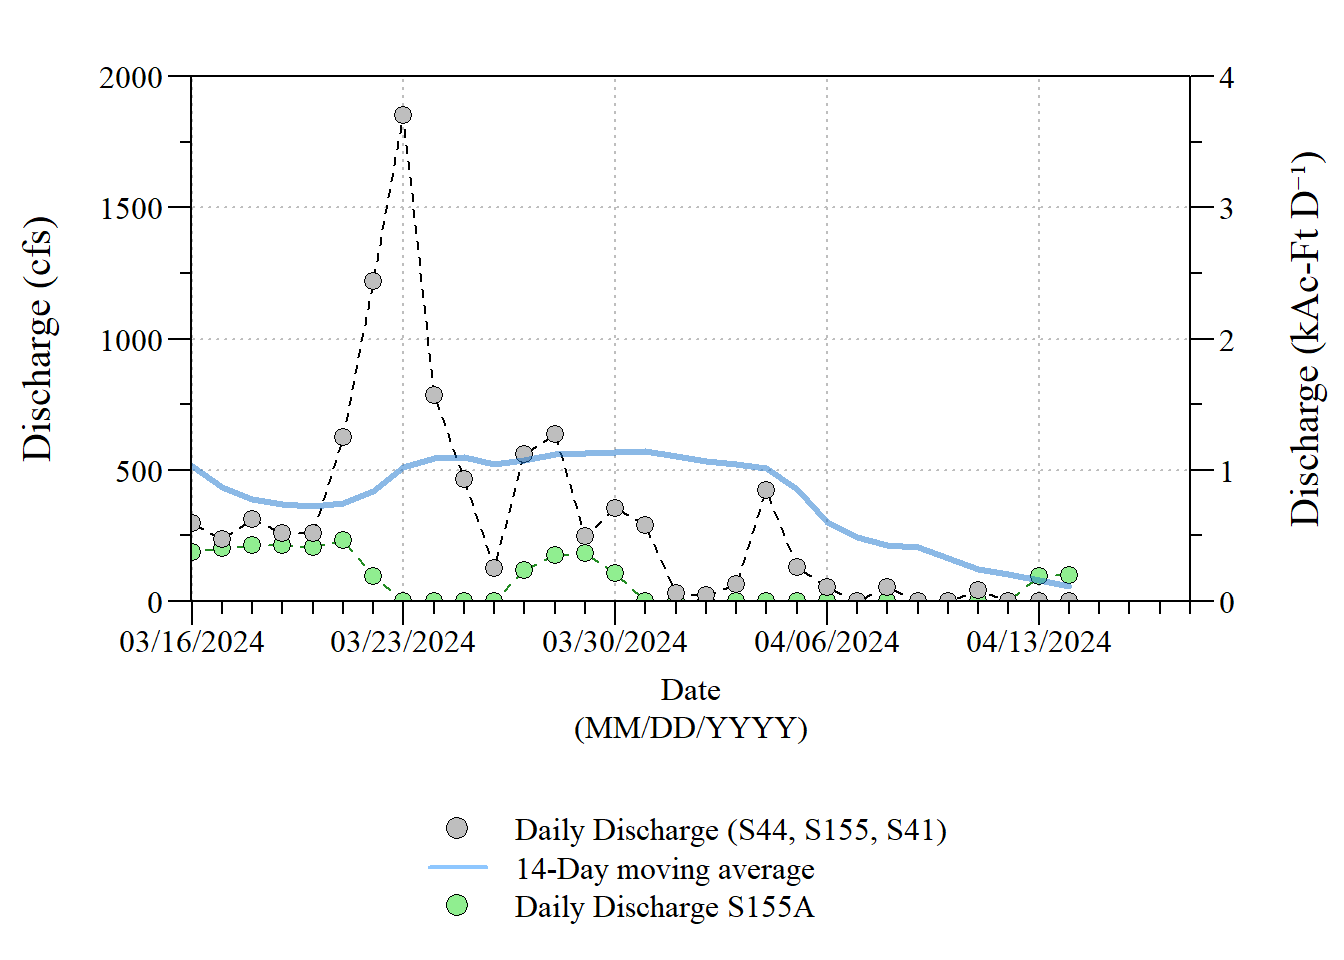 2000
1500
1000
500
0
Discharge (cfs)
4
3
2
1
0
Discharge (kAc-Ft D⁻¹)
03/16/2024 03/23/2024 03/30/2024 04/06/2024 04/13/2024
Date
(MM/DD/YYYY)
Daily Discharge (S44, S155, S41)
14-Day moving average
Daily Discharge S155A